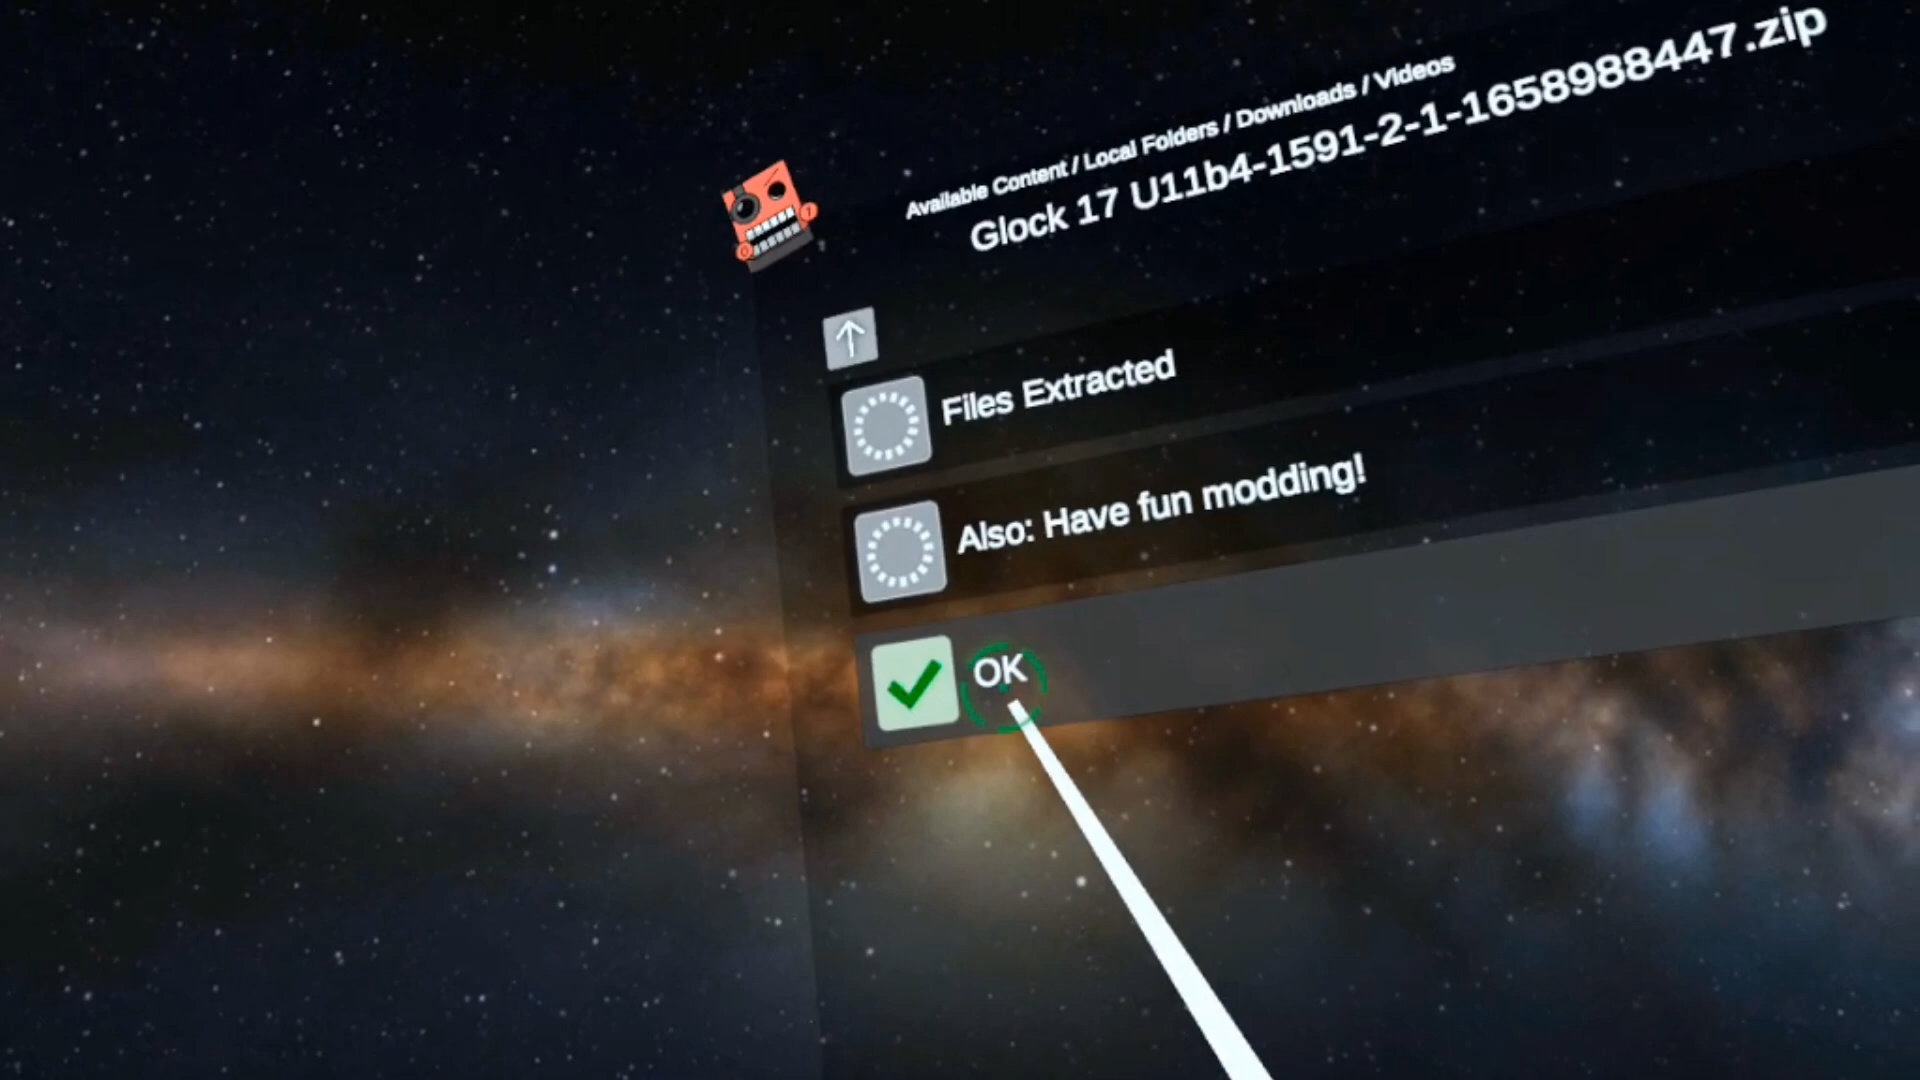 Available Content / Local Folders / Downloads / Videos
Glock 17 U11b4-1591-2-1-1658988447.zip
Files Extracted
Also: Have fun modding!
OK